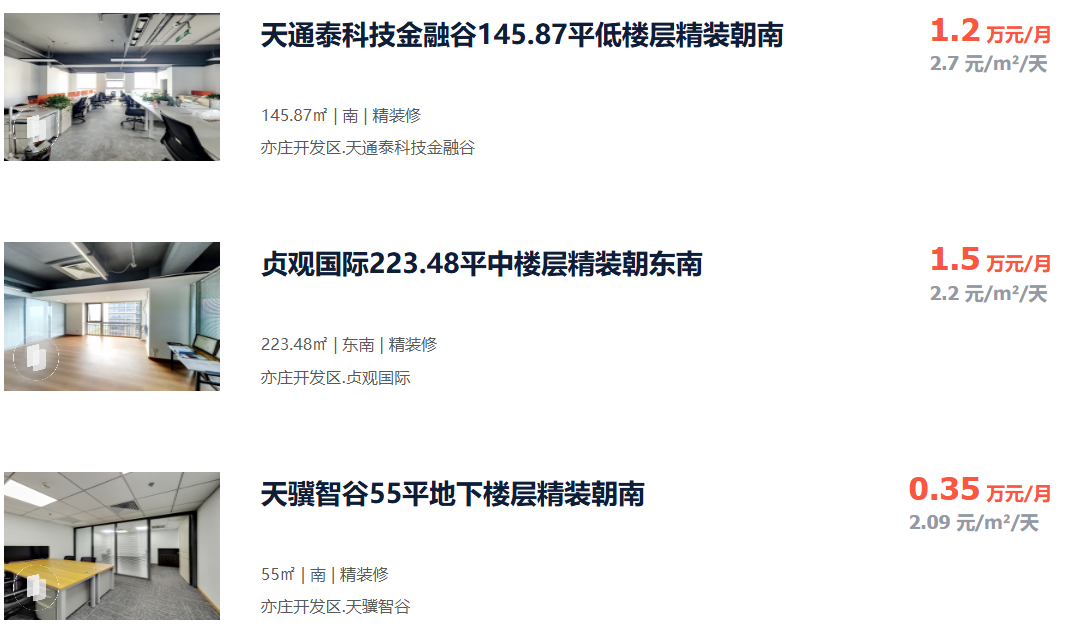 天通泰科技金融谷145.87平低楼层精装朝南
1.2 万元/月
2.7 元/m²/天
145.87㎡ | 南 | 精装修
亦庄开发区.天通泰科技金融谷
贞观国际223.48平中楼层精装朝东南
1.5 万元/月
2.2 元/m²/天
223.48㎡ | 东南 | 精装修
亦庄开发区.贞观国际
天骥智谷55平地下楼层精装朝南
0.35 万元/月
2.09 元/m²/天
55㎡ | 南 | 精装修
亦庄开发区.天骥智谷